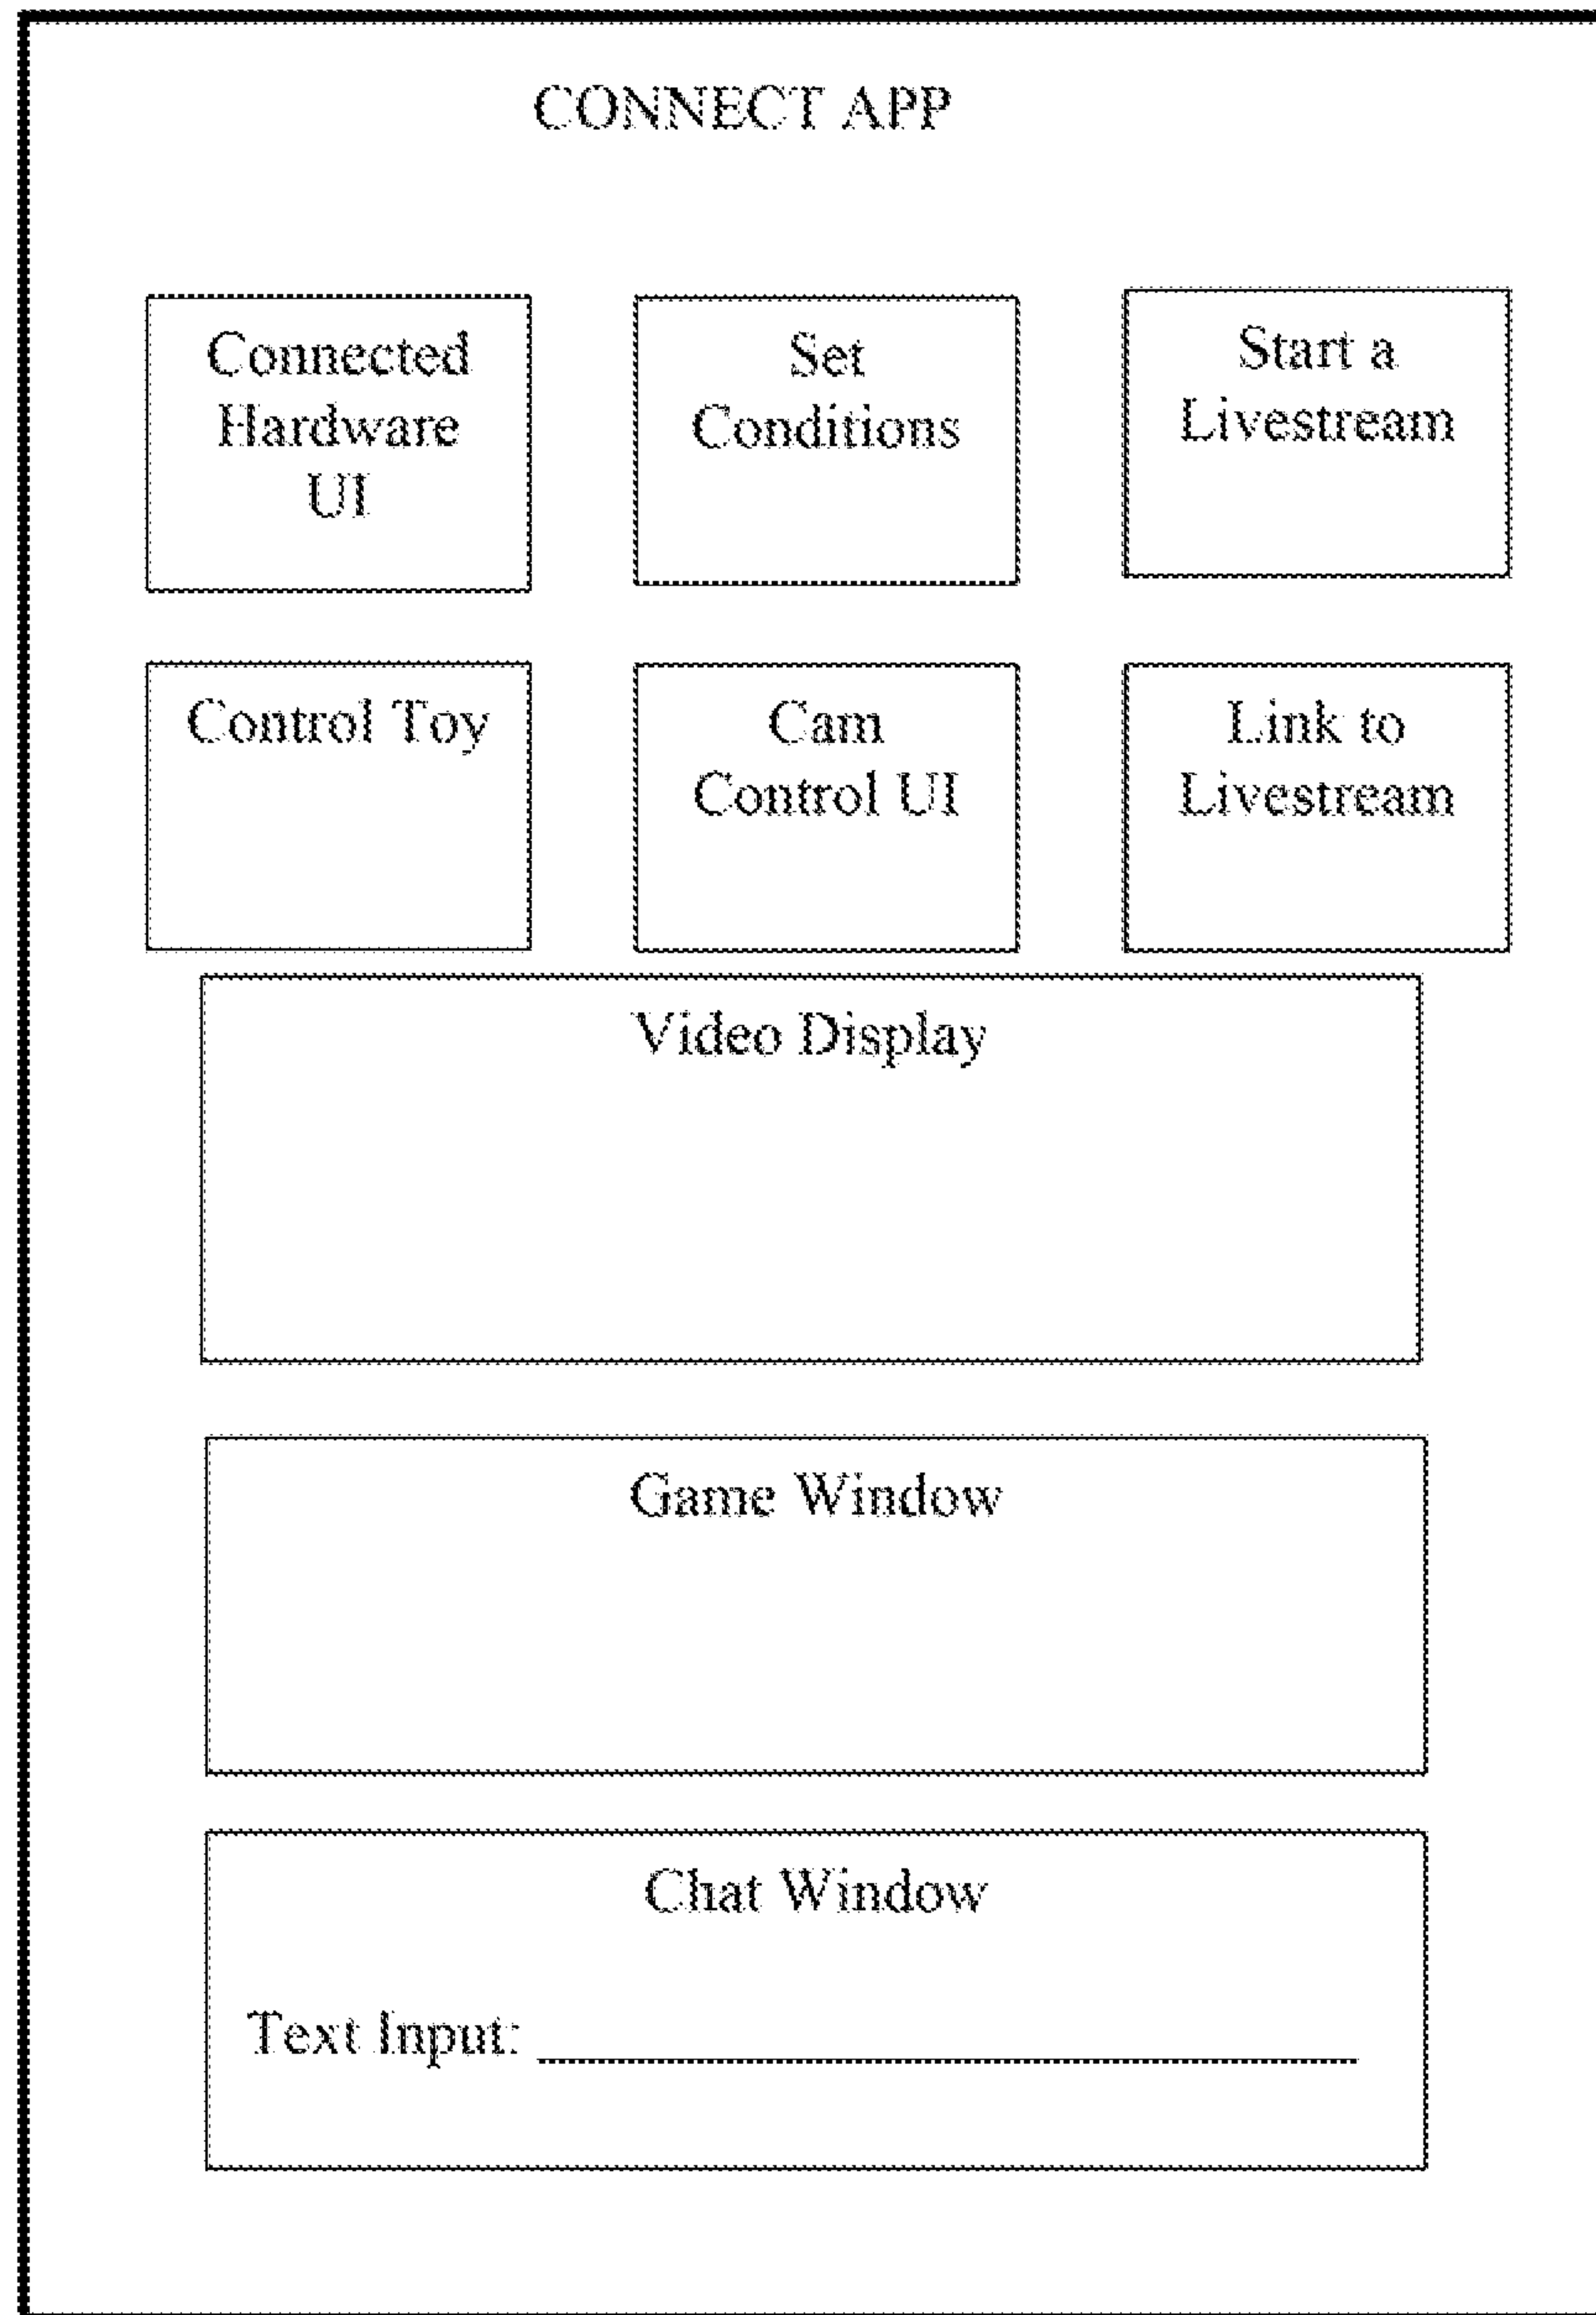 CONNECT APP
Connected
Hardware
UI
Set
Conditions
Start a
Livestream
Control Toy
Cam
Control UI
Link to
Livestream
Video Display
Game Window
Chat Window
Text Input: